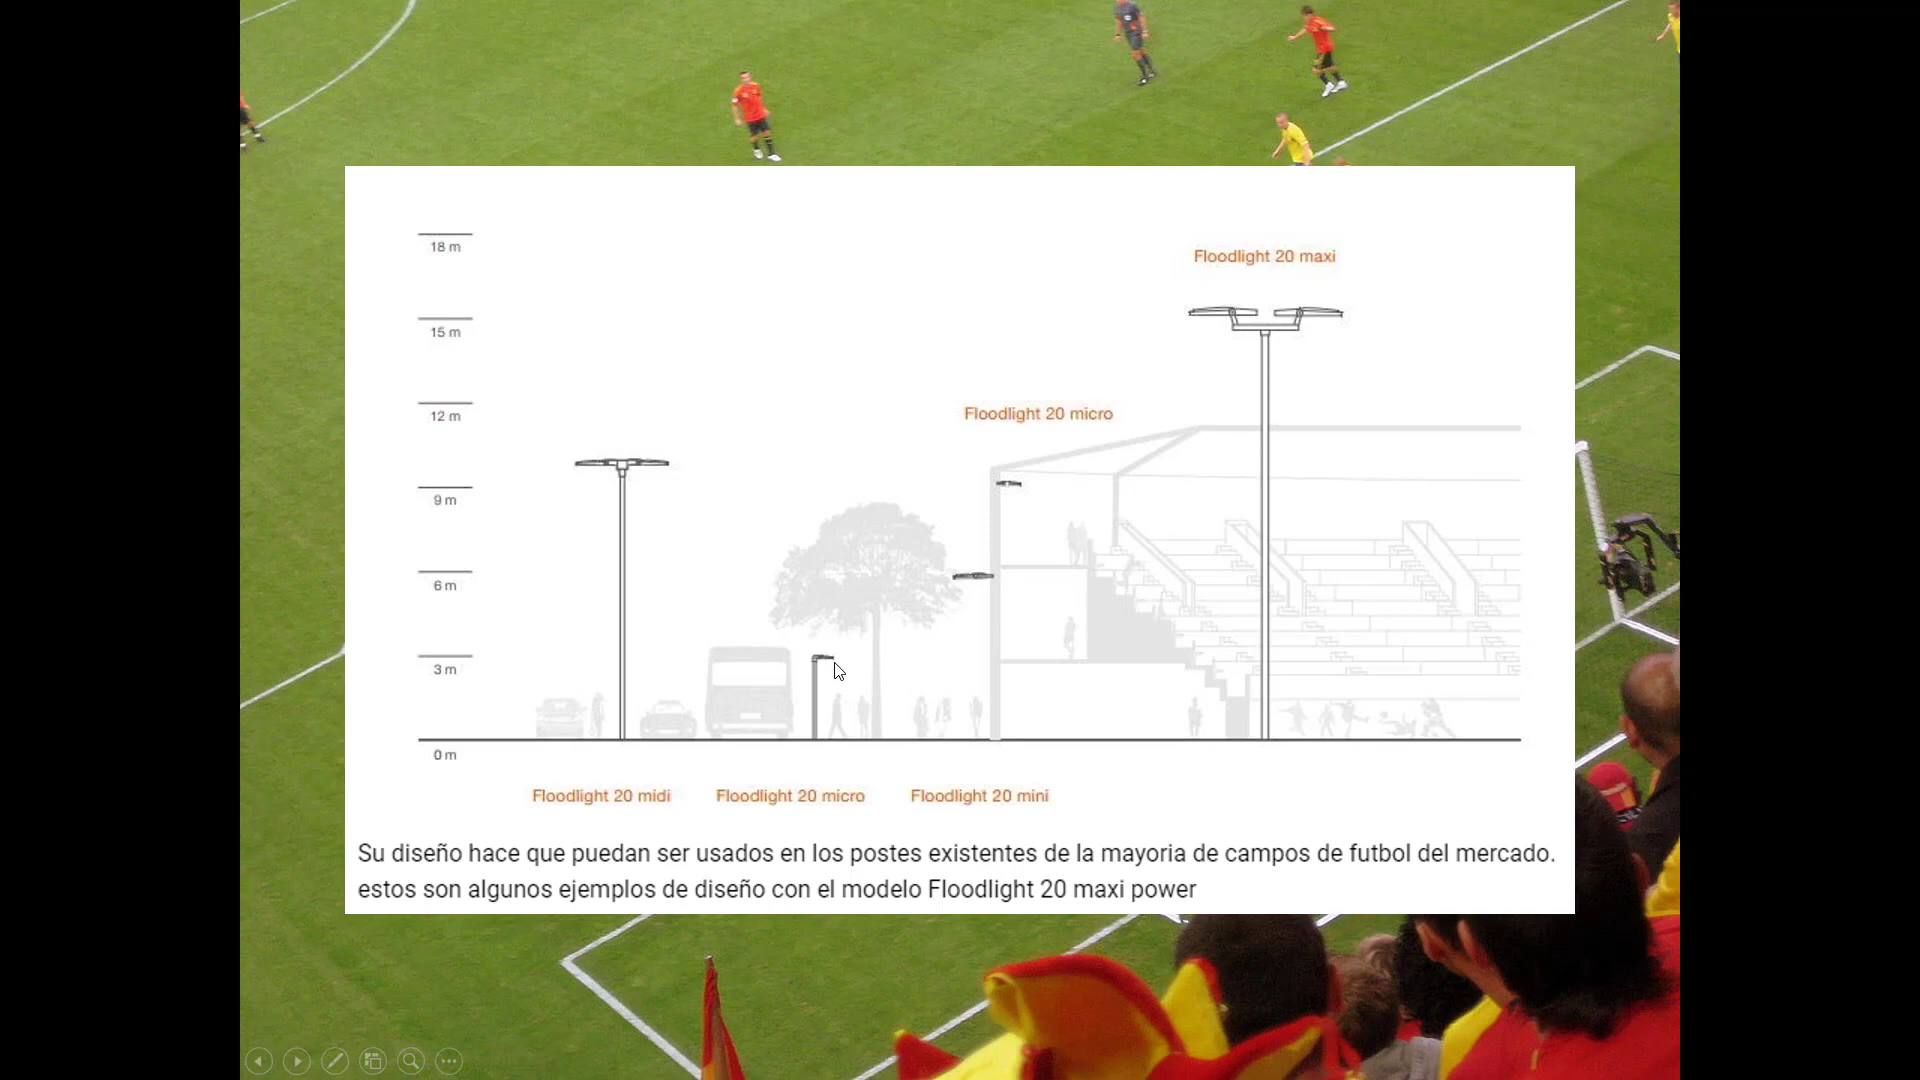 18 m
Floodlight 20 maxi
15 m
12 m
Floodlight 20 micro
9 m
6 m
3 m
0 m
Floodlight 20 midi
Floodlight 20 micro
Floodlight 20 mini
Su diseño hace que puedan ser usados en los postes existentes de la mayoria de campos de futbol del mercado.
estos son algunos ejemplos de diseño con el modelo Floodlight 20 maxi power